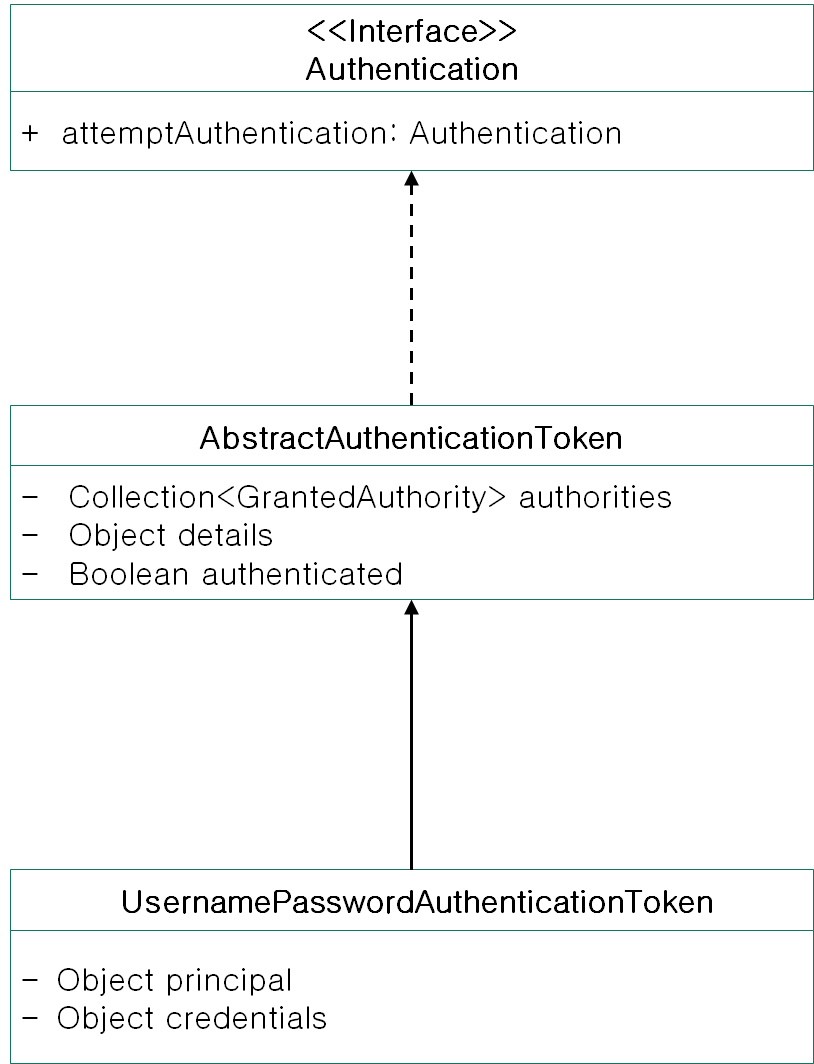 <<Interface>>
Authentication
+ attemptAuthentication: Authentication
AbstractAuthenticationToken
- Collection<GrantedAuthority> authorities
- Object details
- Boolean authenticated
UsernamePasswordAuthenticationToken
- Object principal
- Object credentials